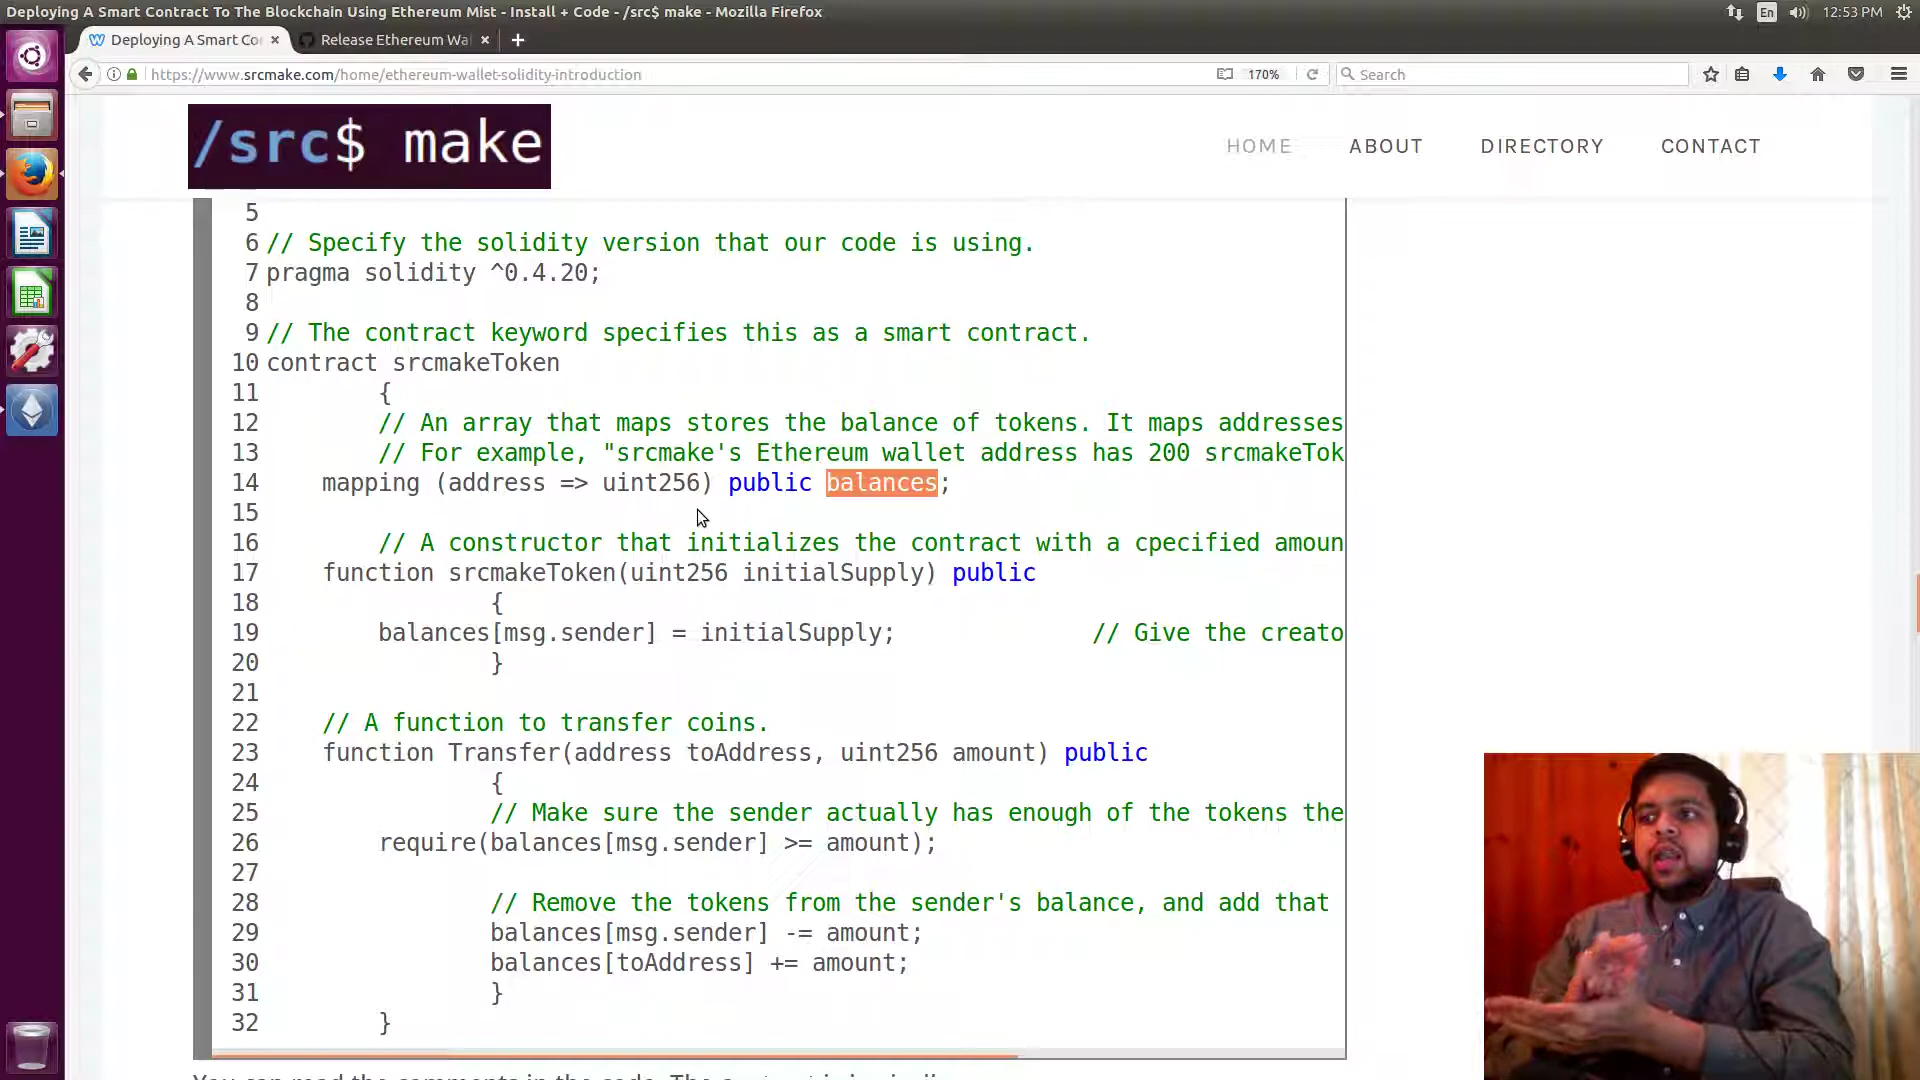 Deploying A Smart Contract To The Blockchain Using Ethereum Mist - Install + Code - /src$ make - Mozilla Firefox
En
12:53 PM
Deploying A Smart Co
Release Ethereum Wal
https://www.srcmake.com/home/ethereum-wallet-solidity-introduction
170%
Search
/src$ make
HOME
ABOUT
DIRECTORY
CONTACT
5
6 // Specify the solidity version that our code is using.
7 pragma solidity ^0.4.20;
8
9 // The contract keyword specifies this as a smart contract.
10 contract srcmakeToken
11 {
12 // An array that maps stores the balance of tokens. It maps addresses
13 // For example, "srcmake's Ethereum wallet address has 200 srcmakeTok
14 mapping (address => uint256) public balances;
15
16 // A constructor that initializes the contract with a cpecified amoun
17 function srcmakeToken(uint256 initialSupply) public
18 {
19 balances[msg.sender] = initialSupply; // Give the creato
20 }
21
22 // A function to transfer coins.
23 function Transfer(address toAddress, uint256 amount) public
24 {
25 // Make sure the sender actually has enough of the tokens the
26 require(balances[msg.sender] >= amount);
27
28 // Remove the tokens from the sender's balance, and add that
29 balances[msg.sender] -= amount;
30 balances[toAddress] += amount;
31 }
32 }